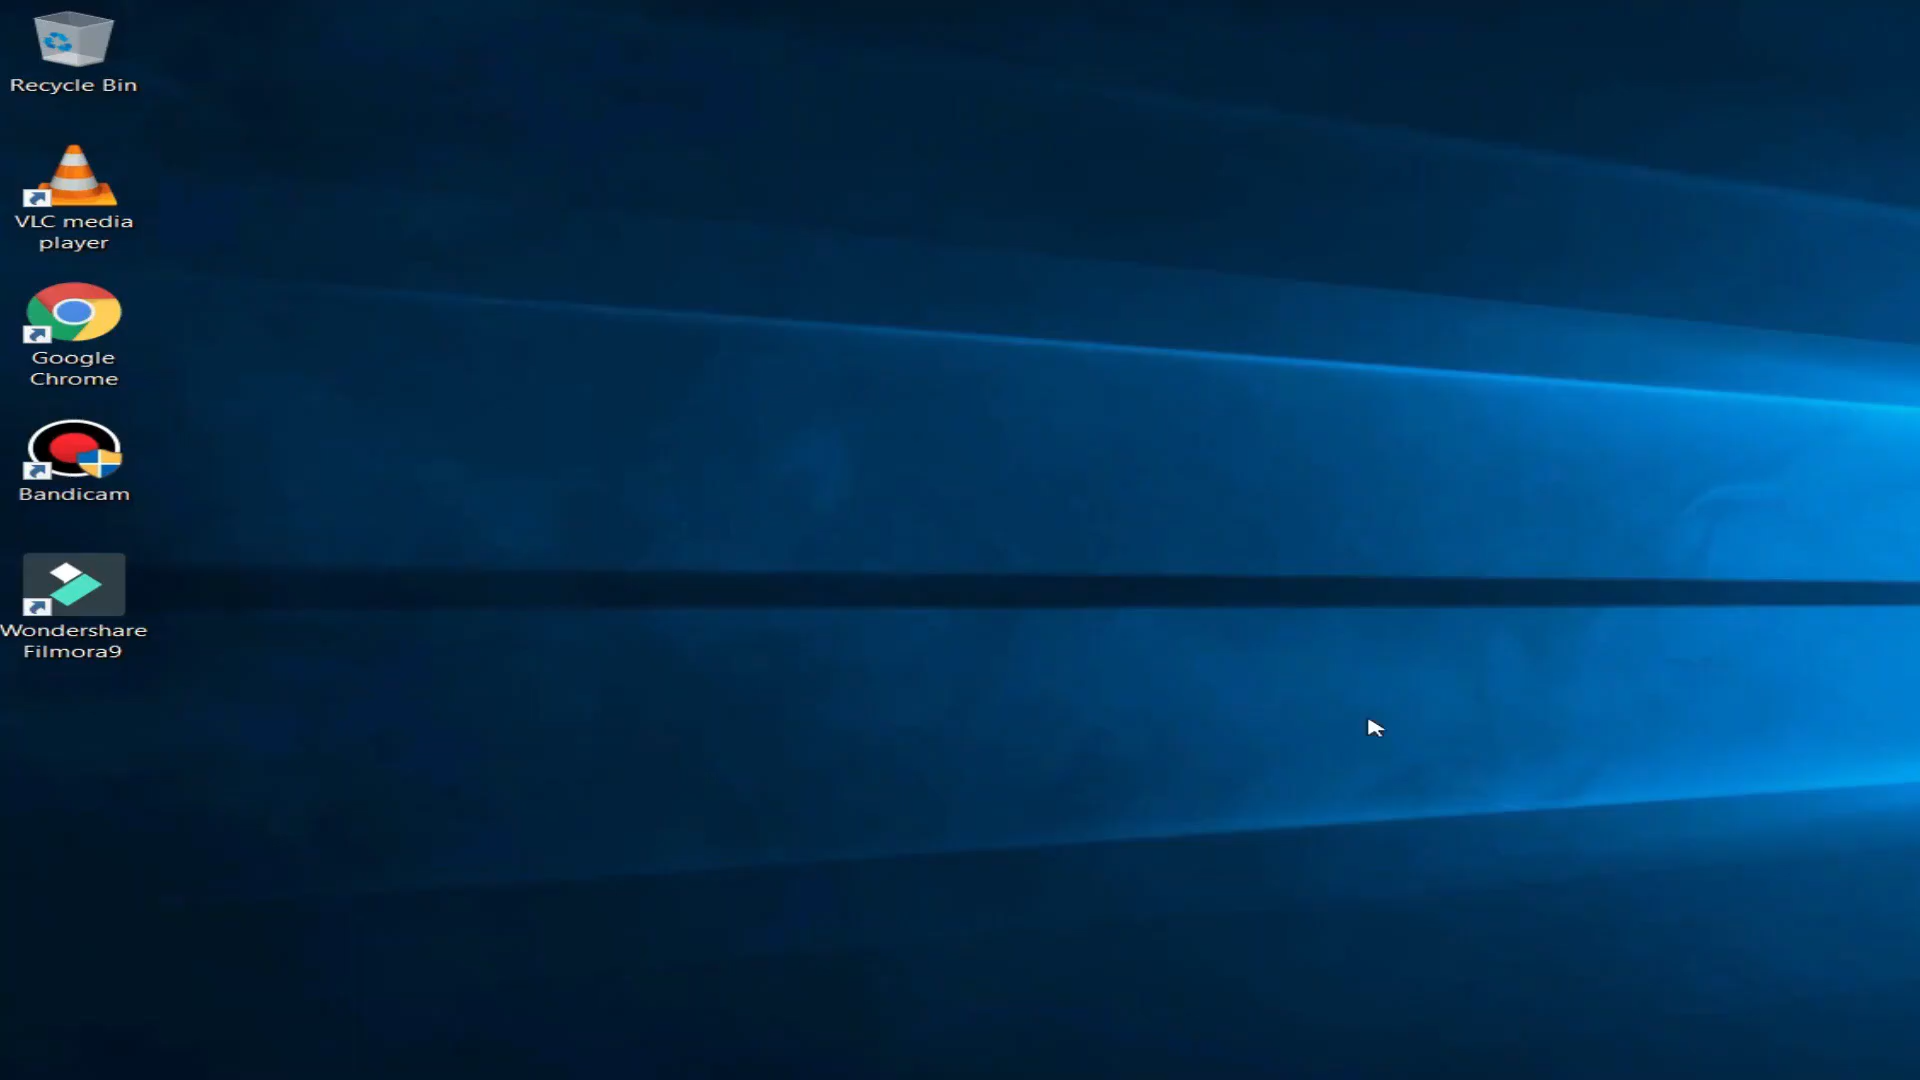 Recycle Bin
VLC media
player
Google
Chrome
Bandicam
Wondershare
Filmora9